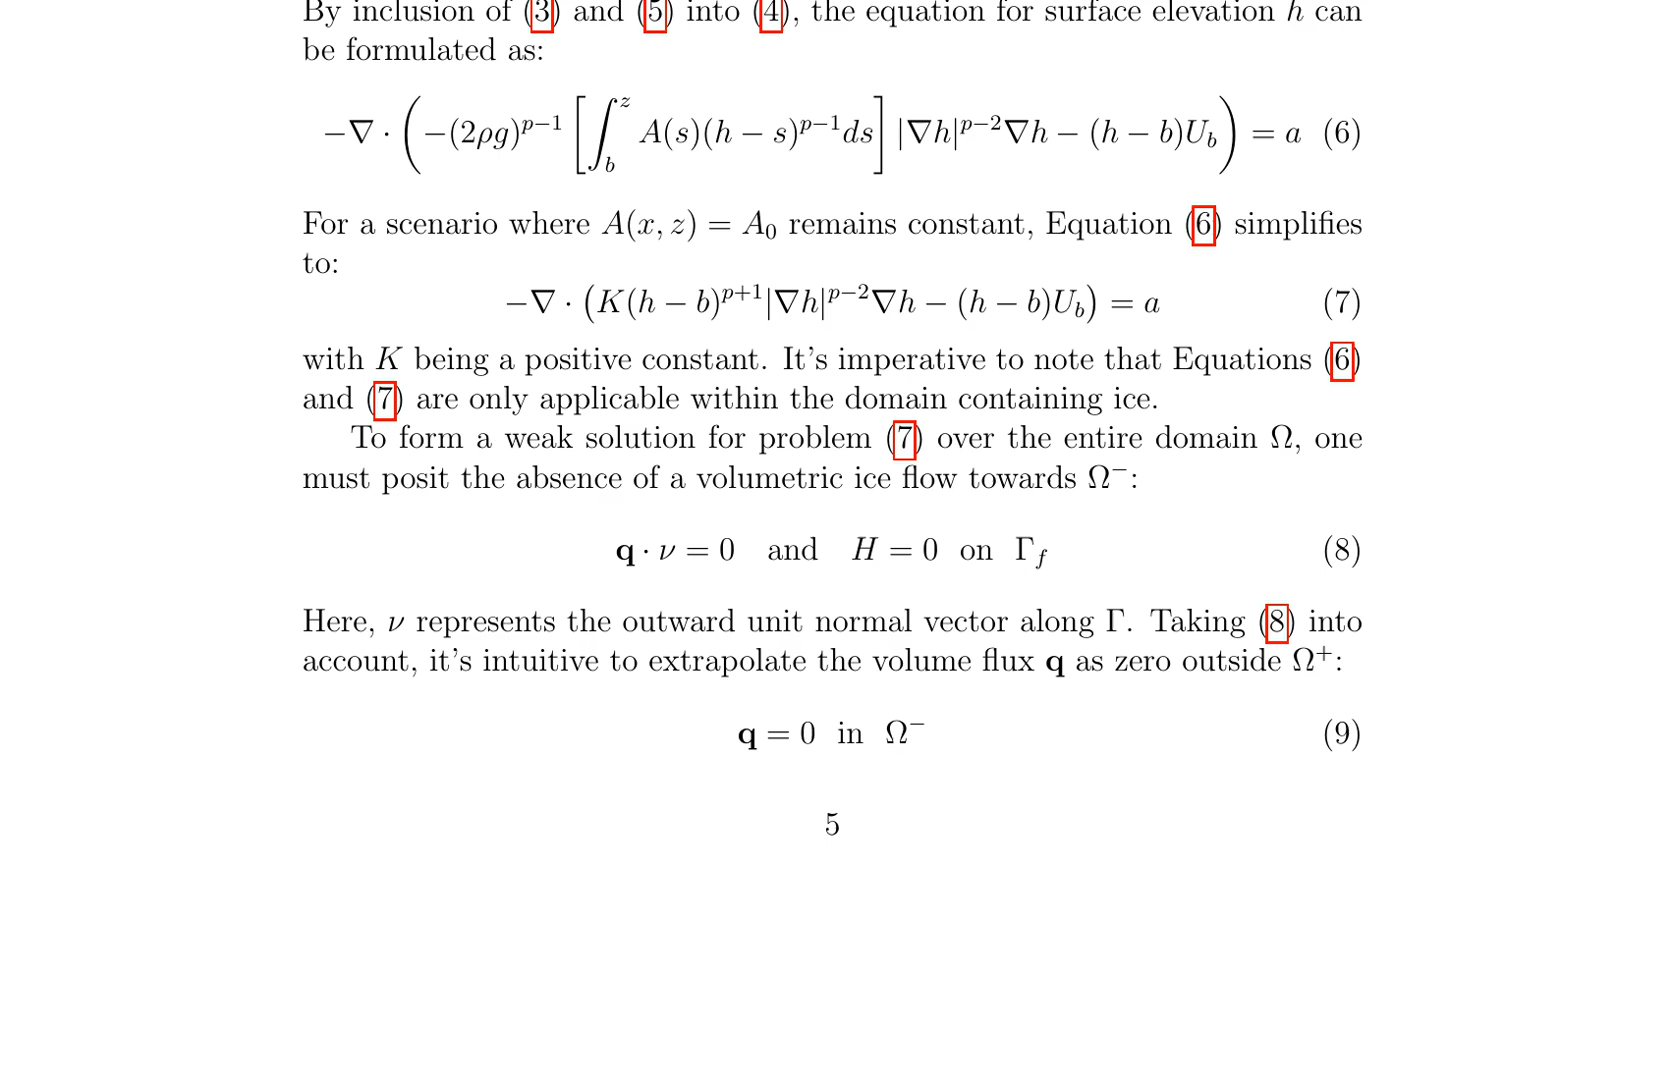 By inclusion of (3) and (5) into (4), the equation for surface elevation h can
be formulated as:
−∇ · (−(2ρg)^{p−1} [∫_b^z A(s)(h − s)^{p−1}ds] |∇h|^{p−2}∇h − (h − b)U_b) = a (6)
For a scenario where A(x, z) = A_0 remains constant, Equation (6) simplifies
to:
−∇ · (K(h − b)^{p+1}|∇h|^{p−2}∇h − (h − b)U_b) = a (7)
with K being a positive constant. It's imperative to note that Equations (6)
and (7) are only applicable within the domain containing ice.
To form a weak solution for problem (7) over the entire domain Ω, one
must posit the absence of a volumetric ice flow towards Ω^−:
q · ν = 0 and H = 0 on Γ_f (8)
Here, ν represents the outward unit normal vector along Γ. Taking (8) into
account, it's intuitive to extrapolate the volume flux q as zero outside Ω^+:
q = 0 in Ω^− (9)
5